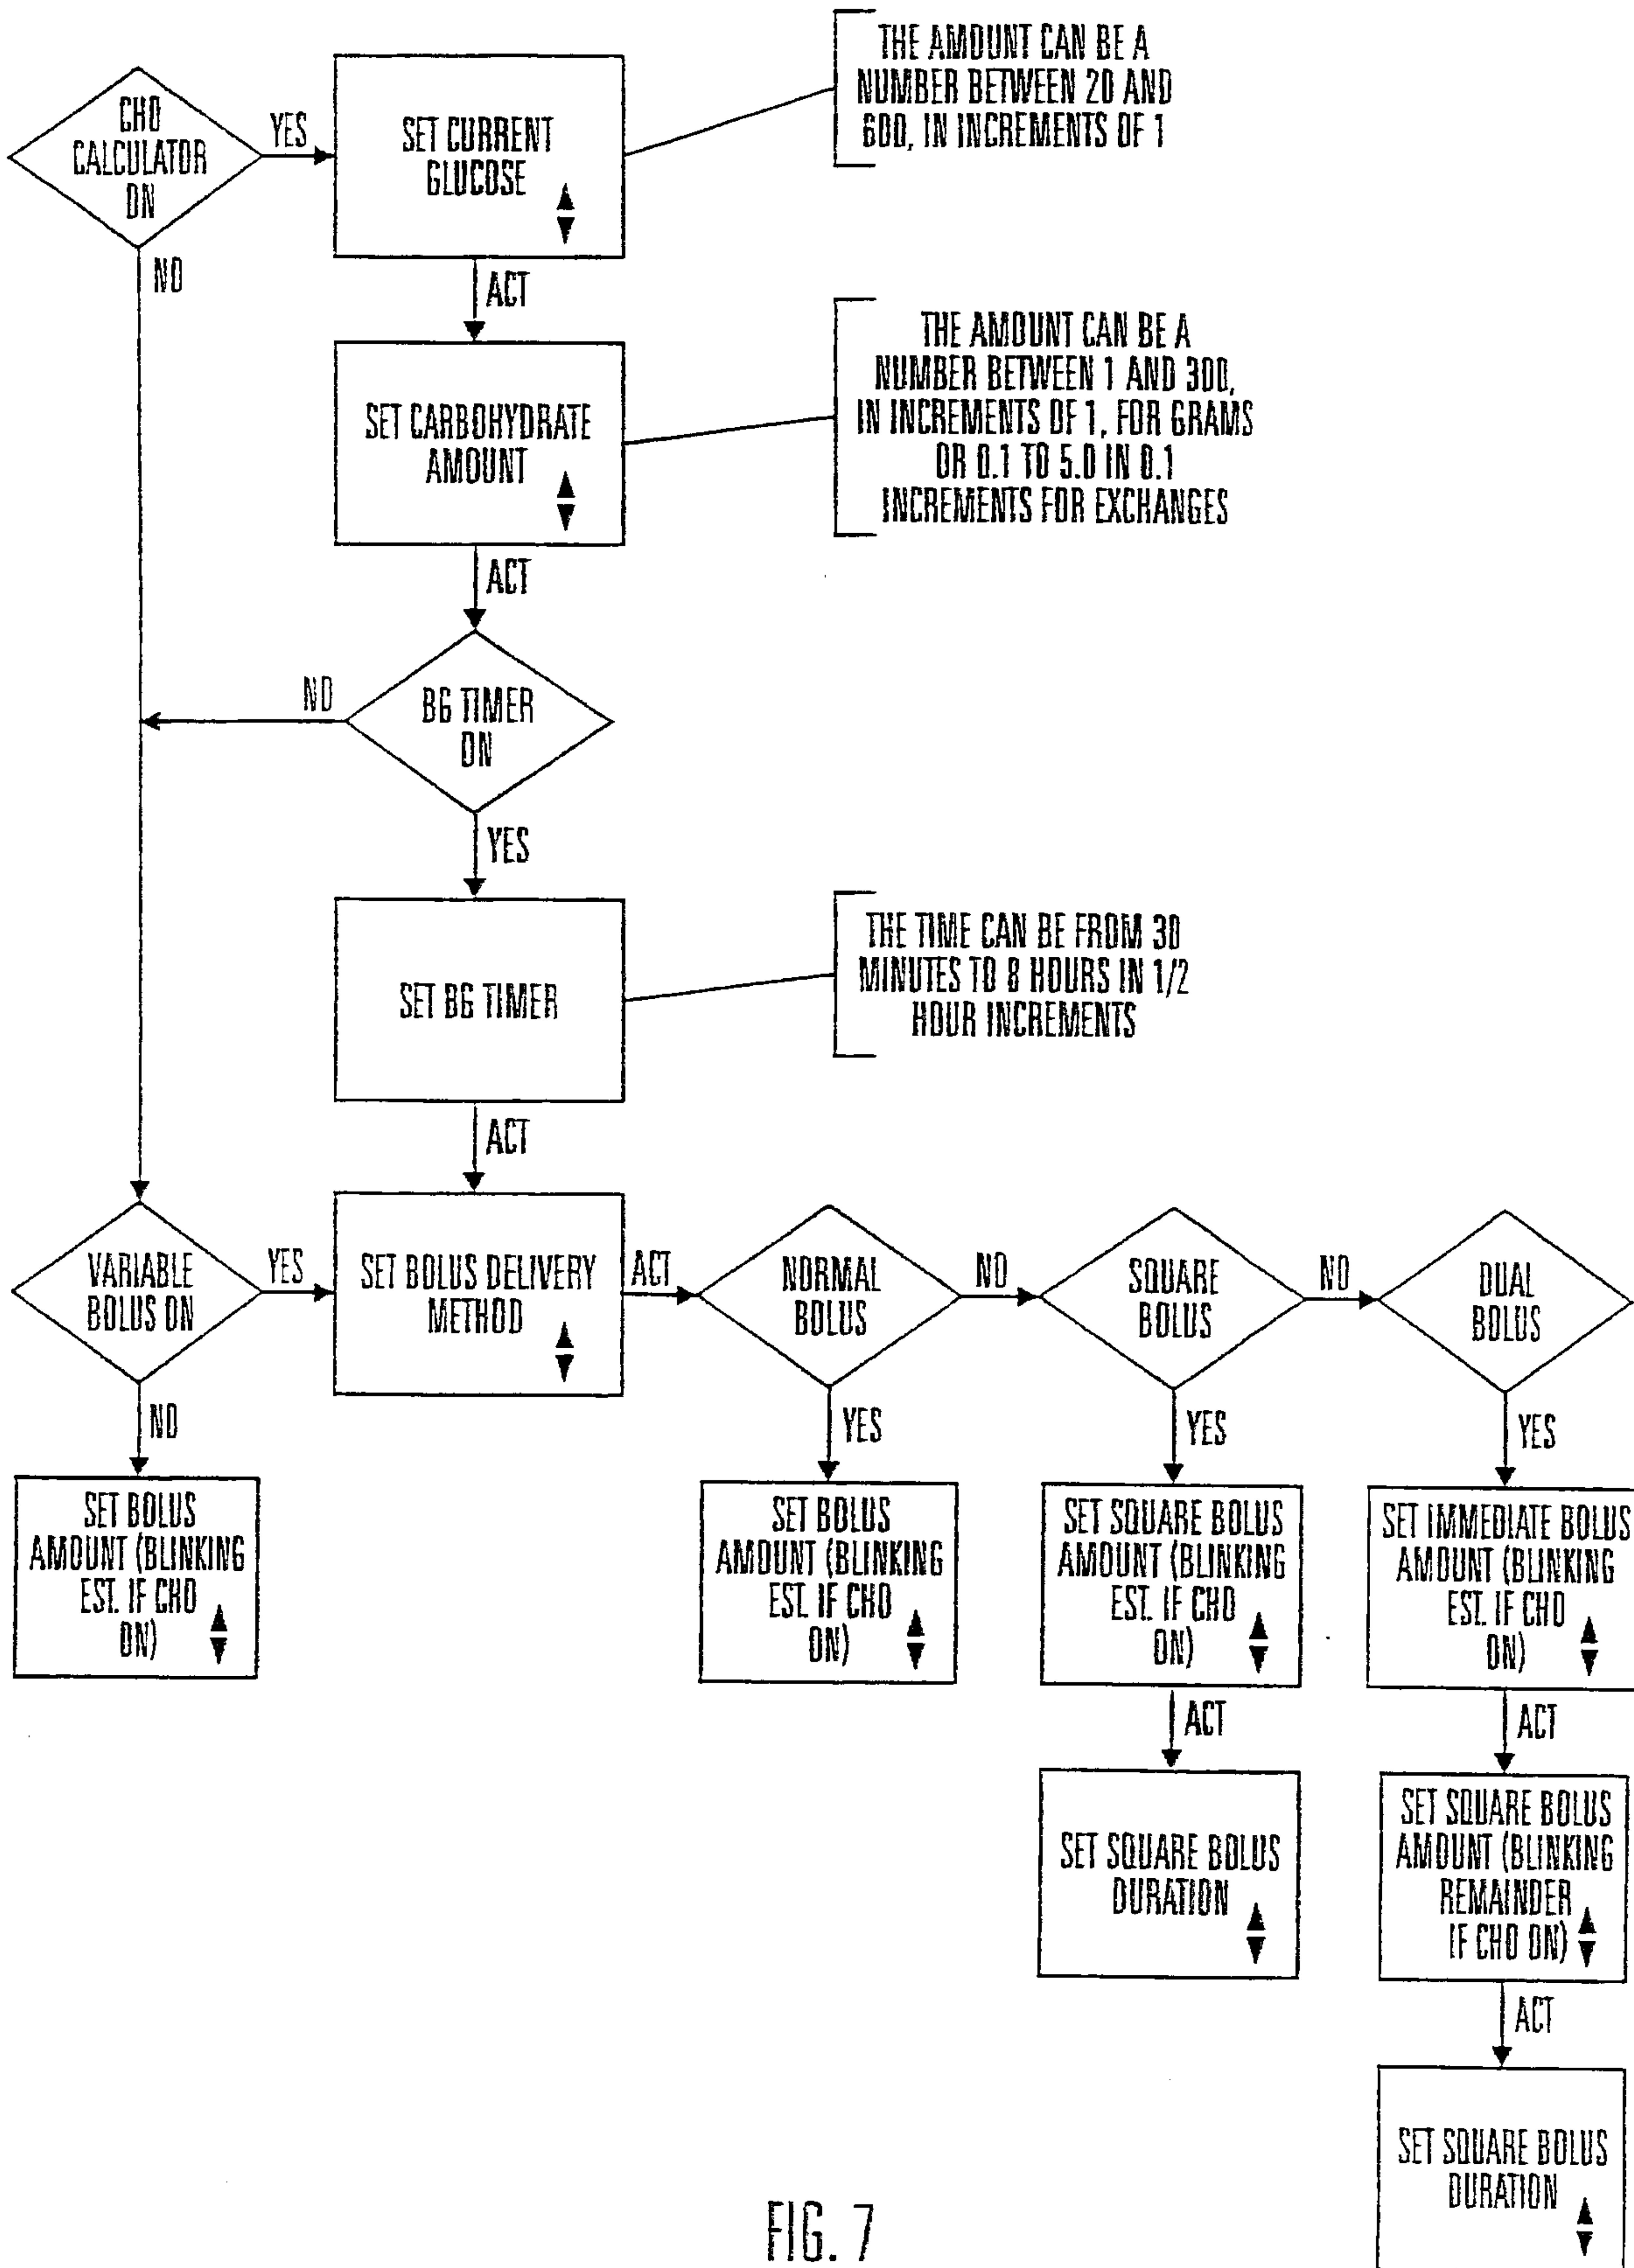 THE AMOUNT CAN BE A
NUMBER BETWEEN 20 AND
600, IN INCREMENTS OF 1
CHO
CALCULATOR
ON
YES
SET CURRENT
GLUCOSE
NO
ACT
THE AMOUNT CAN BE A
NUMBER BETWEEN 1 AND 300,
IN INCREMENTS OF 1, FOR GRAMS
OR 0.1 TO 5.0 IN 0.1
INCREMENTS FOR EXCHANGES
SET CARBOHYDRATE
AMOUNT
ACT
NO
BG TIMER
ON
YES
THE TIME CAN BE FROM 30
MINUTES TO 8 HOURS IN 1/2
HOUR INCREMENTS
SET BG TIMER
ACT
VARIABLE
BOLUS ON
YES
SET BOLUS DELIVERY
METHOD
ACT
NORMAL
BOLUS
NO
SQUARE
BOLUS
NO
DUAL
BOLUS
NO
YES
YES
YES
SET BOLUS
AMOUNT (BLINKING
EST. IF CHO
ON)
SET BOLUS
AMOUNT (BLINKING
EST. IF CHO
ON)
SET SQUARE BOLUS
AMOUNT (BLINKING
EST. IF CHO
ON)
SET IMMEDIATE BOLUS
AMOUNT (BLINKING
EST. IF CHO
ON)
ACT
ACT
SET SQUARE BOLUS
DURATION
SET SQUARE BOLUS
AMOUNT (BLINKING
REMAINDER
IF CHO ON)
ACT
SET SQUARE BOLUS
DURATION
FIG. 7